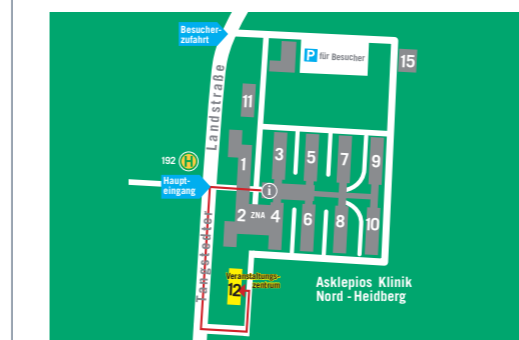 Besucher-
zufahrt
P für Besucher
15
Landstraße
11
192 H
3
5
7
9
1
Haupt-
eingang
i
2 ZNA 4
6
8
10
Tangstedter
Veranstaltungs-
zentrum
12
Asklepios Klinik
Nord - Heidberg